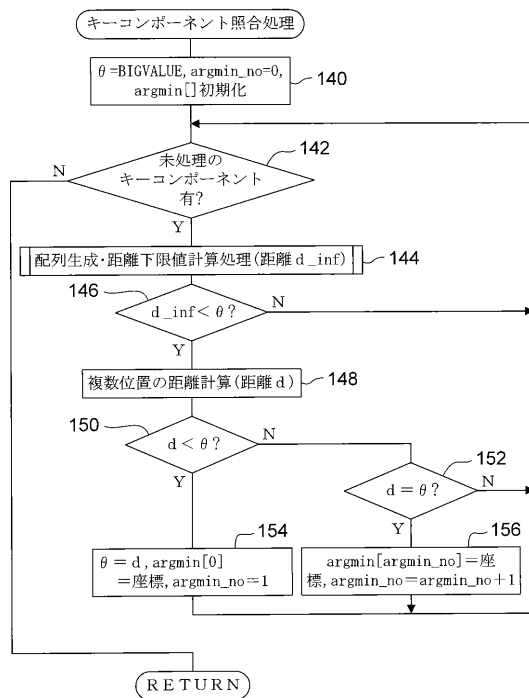 キーコンポーネント照合処理
θ=BIGVALUE,argmin_no=0,
argmin[]初期化
140
142
N
未処理の
キーコンポーネント
有?
Y
配列生成・距離下限値計算処理(距離d_inf)
144
146
d_inf<θ?
N
Y
複数位置の距離計算(距離d)
148
150
d<θ?
N
Y
152
d=θ?
N
Y
154
156
θ=d,argmin[0]
=座標,argmin_no=1
argmin[argmin_no]=座
標,argmin_no=argmin_no+1
RETURN